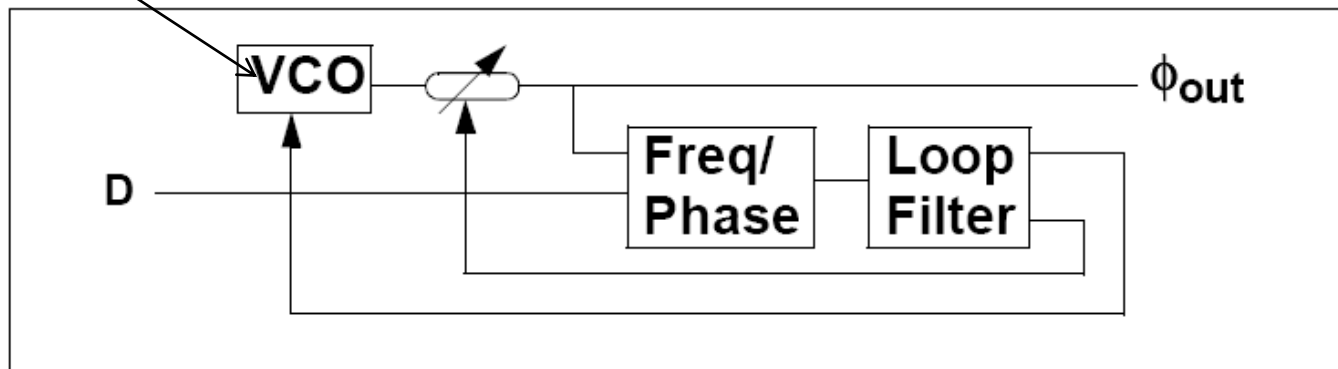 VCO
ϕout
Freq/
Phase
Loop
Filter
D